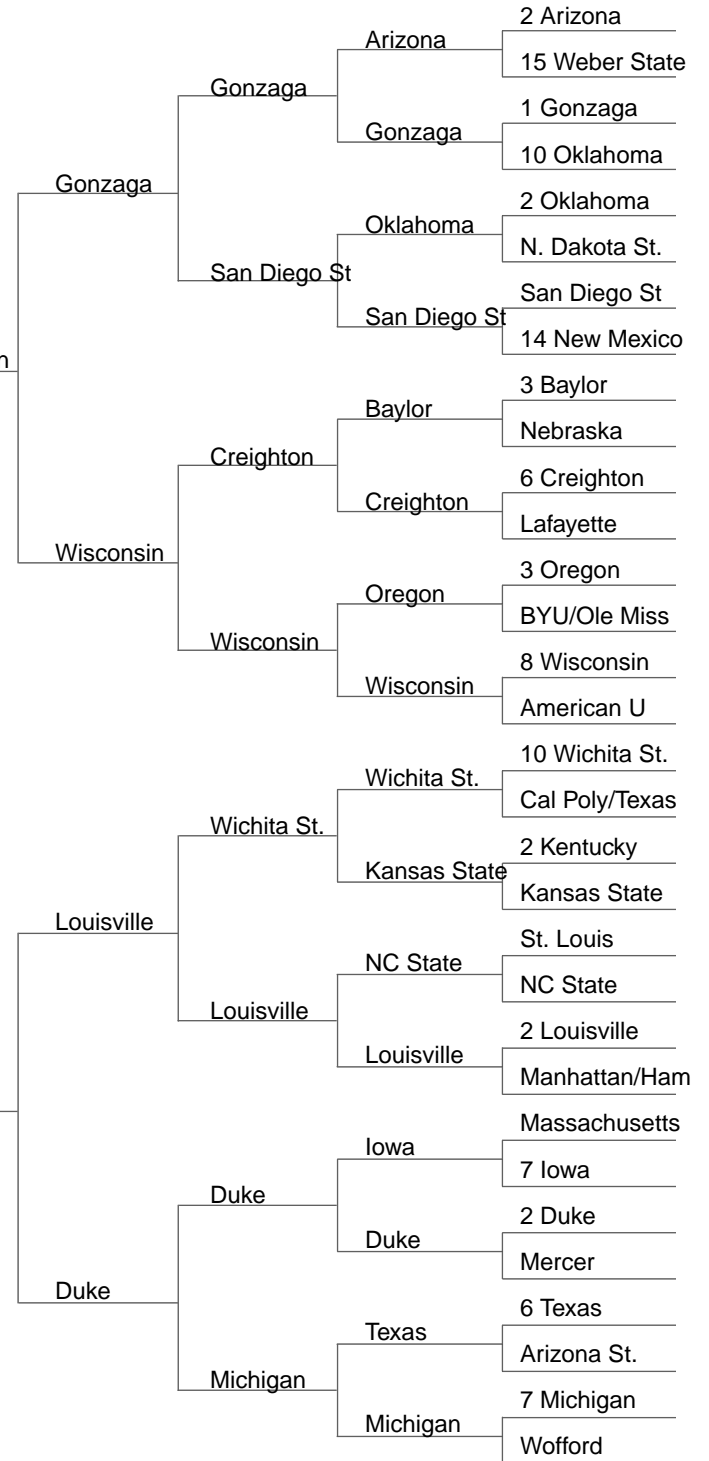 2 Arizona
Arizona
15 Weber State
Gonzaga
1 Gonzaga
Gonzaga
10 Oklahoma
Gonzaga
2 Oklahoma
Oklahoma
N. Dakota St.
San Diego St
San Diego St
San Diego St
14 New Mexico
n
3 Baylor
Baylor
Nebraska
Creighton
6 Creighton
Creighton
Lafayette
Wisconsin
3 Oregon
Oregon
BYU/Ole Miss
Wisconsin
8 Wisconsin
Wisconsin
American U
10 Wichita St.
Wichita St.
Cal Poly/Texas
Wichita St.
2 Kentucky
Kansas State
Kansas State
Louisville
St. Louis
NC State
NC State
Louisville
2 Louisville
Louisville
Manhattan/Ham
Massachusetts
Iowa
7 Iowa
Duke
2 Duke
Duke
Mercer
Duke
6 Texas
Texas
Arizona St.
Michigan
7 Michigan
Michigan
Wofford